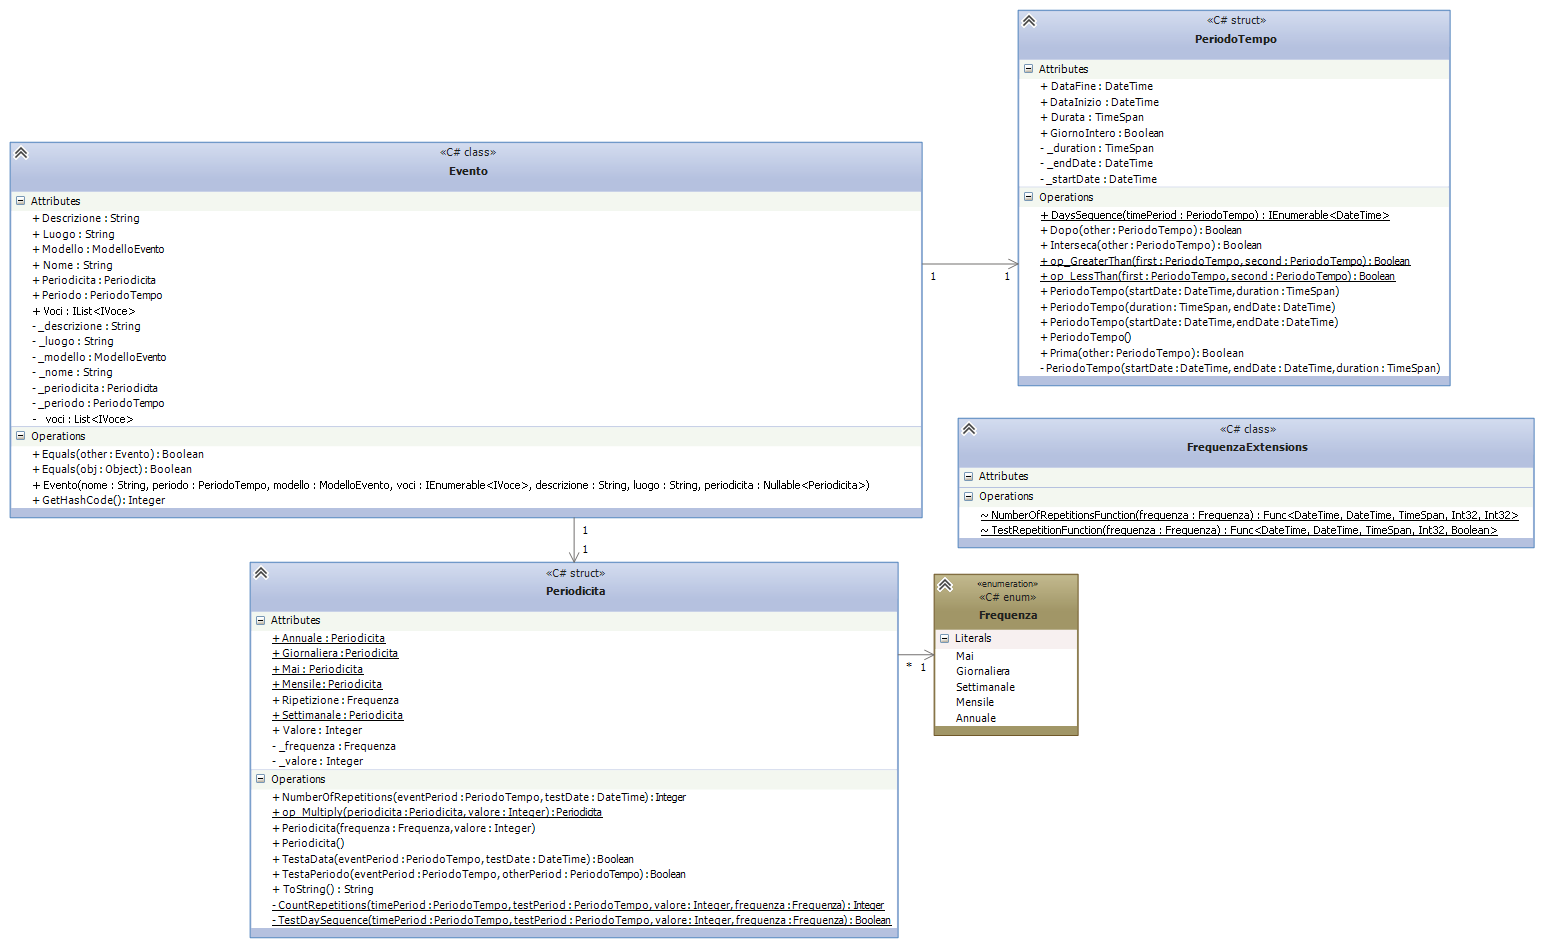 «C# struct»
PeriodoTempo
Attributes
+ DataFine : DateTime
+ DataInizio : DateTime
+ Durata : TimeSpan
+ GiornoIntero : Boolean
- _duration : TimeSpan
- _endDate : DateTime
- _startDate : DateTime
Operations
+ DaysSequence(timePeriod : PeriodoTempo) : IEnumerable<DateTime>
+ Dopo(other : PeriodoTempo) : Boolean
+ Interseca(other : PeriodoTempo) : Boolean
+ op_GreaterThan(first : PeriodoTempo, second : PeriodoTempo) : Boolean
+ op_LessThan(first : PeriodoTempo, second : PeriodoTempo) : Boolean
+ PeriodoTempo(startDate : DateTime, duration : TimeSpan)
+ PeriodoTempo(duration : TimeSpan, endDate : DateTime)
+ PeriodoTempo(startDate : DateTime, endDate : DateTime)
+ PeriodoTempo()
+ Prima(other : PeriodoTempo) : Boolean
- PeriodoTempo(startDate : DateTime, endDate : DateTime, duration : TimeSpan)
«C# class»
Evento
Attributes
+ Descrizione : String
+ Luogo : String
+ Modello : ModelloEvento
+ Nome : String
+ Periodicita : Periodicita
+ Periodo : PeriodoTempo
+ Voci : IList<IVoce>
- _descrizione : String
- _luogo : String
- _modello : ModelloEvento
- _nome : String
- _periodicita : Periodicita
- _periodo : PeriodoTempo
- _voci : List<IVoce>
Operations
+ Equals(other : Evento) : Boolean
+ Equals(obj : Object) : Boolean
+ Evento(nome : String, periodo : PeriodoTempo, modello : ModelloEvento, voci : IEnumerable<IVoce>, descrizione : String, luogo : String, periodicita : Nullable<Periodicita>)
+ GetHashCode() : Integer
1
1
«C# class»
FrequenzaExtensions
Attributes
Operations
~ NumberOfRepetitionsFunction(frequenza : Frequenza) : Func<DateTime, DateTime, TimeSpan, Int32, Int32>
~ TestRepetitionFunction(frequenza : Frequenza) : Func<DateTime, DateTime, TimeSpan, Int32, Boolean>
1
1
«C# struct»
Periodicita
Attributes
+ Annuale : Periodicita
+ Giornaliera : Periodicita
+ Mai : Periodicita
+ Mensile : Periodicita
+ Ripetizione : Frequenza
+ Settimanale : Periodicita
+ Valore : Integer
- _frequenza : Frequenza
- _valore : Integer
Operations
+ NumberOfRepetitions(eventPeriod : PeriodoTempo, testDate : DateTime) : Integer
+ op_Multiply(periodicita : Periodicita, valore : Integer) : Periodicita
+ Periodicita(frequenza : Frequenza, valore : Integer)
+ Periodicita()
+ TestaData(eventPeriod : PeriodoTempo, testDate : DateTime) : Boolean
+ TestaPeriodo(eventPeriod : PeriodoTempo, otherPeriod : PeriodoTempo) : Boolean
+ ToString() : String
- CountRepetitions(timePeriod : PeriodoTempo, testPeriod : PeriodoTempo, valore : Integer, frequenza : Frequenza) : Integer
- TestDaySequence(timePeriod : PeriodoTempo, testPeriod : PeriodoTempo, valore : Integer, frequenza : Frequenza) : Boolean
* 1
«enumeration»
«C# enum»
Frequenza
Literals
Mai
Giornaliera
Settimanale
Mensile
Annuale